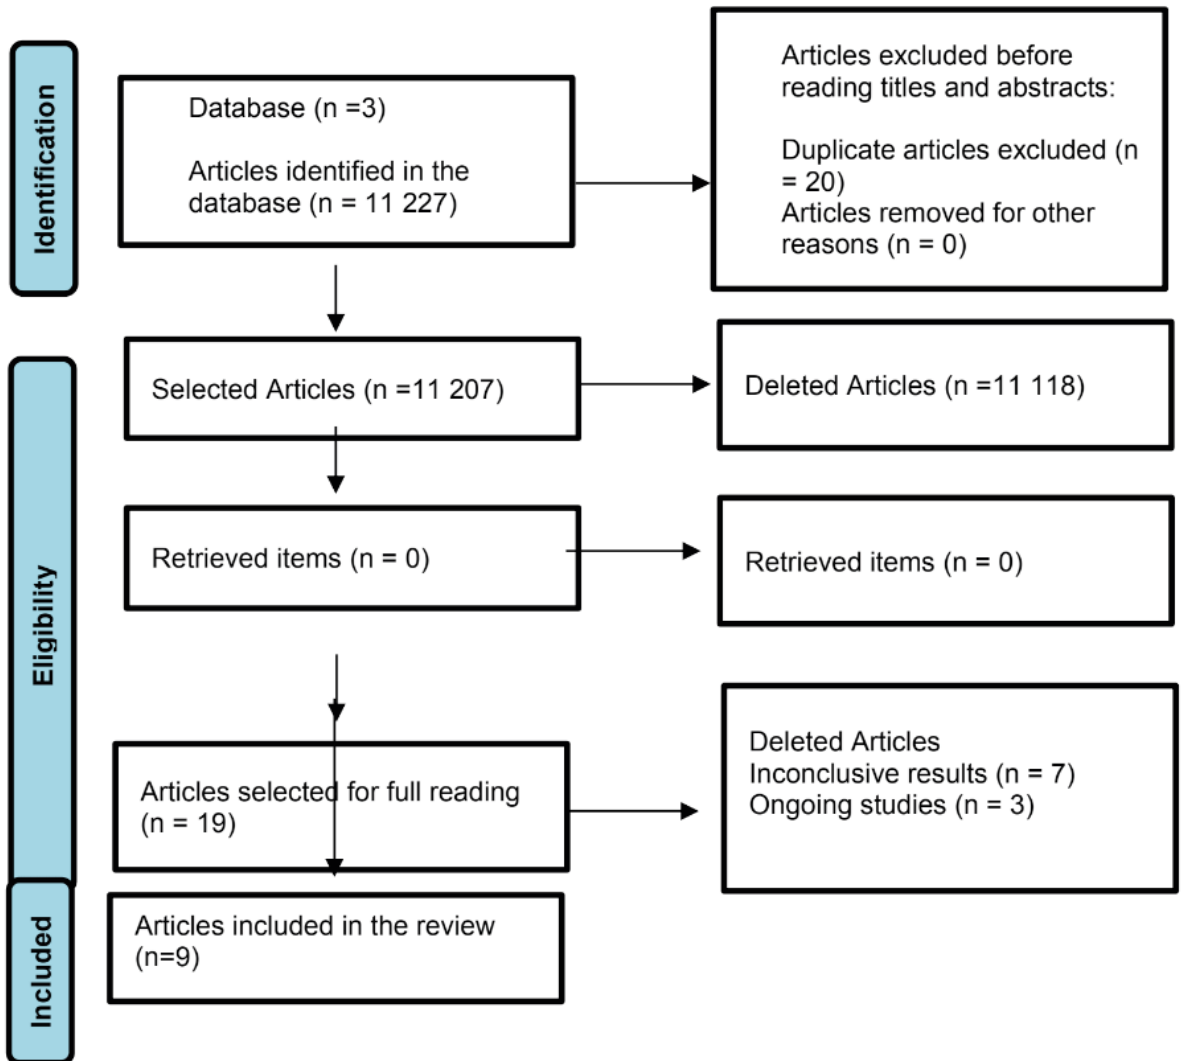 Identification
Database (n =3)
Articles identified in the
database (n = 11 227)
Articles excluded before
reading titles and abstracts:
Duplicate articles excluded (n
= 20)
Articles removed for other
reasons (n = 0)
Eligibility
Selected Articles (n =11 207)
Deleted Articles (n =11 118)
Retrieved items (n = 0)
Retrieved items (n = 0)
Articles selected for full reading
(n = 19)
Deleted Articles
Inconclusive results (n = 7)
Ongoing studies (n = 3)
Included
Articles included in the review
(n=9)